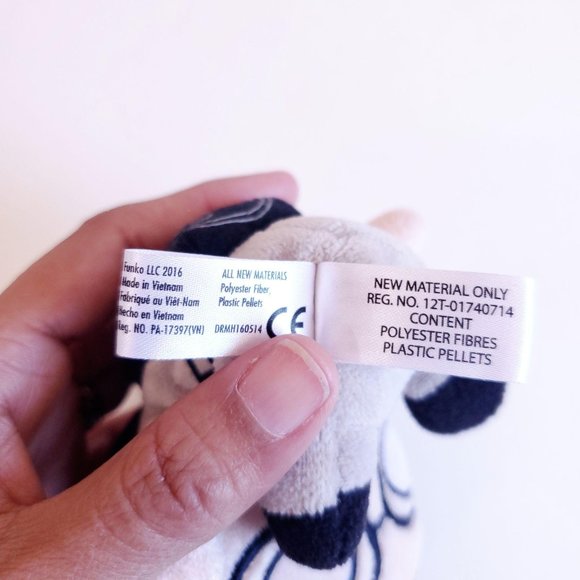 Funko LLC 2016
Made in Vietnam
Fabriqué au Viêt-Nam
Hecho en Vietnam
Reg. NO. PA-17397(VN)
ALL NEW MATERIALS
Polyester Fiber,
Plastic Pellets
DRMH160514
CE
NEW MATERIAL ONLY
REG. NO. 12T-01740714
CONTENT
POLYESTER FIBRES
PLASTIC PELLETS